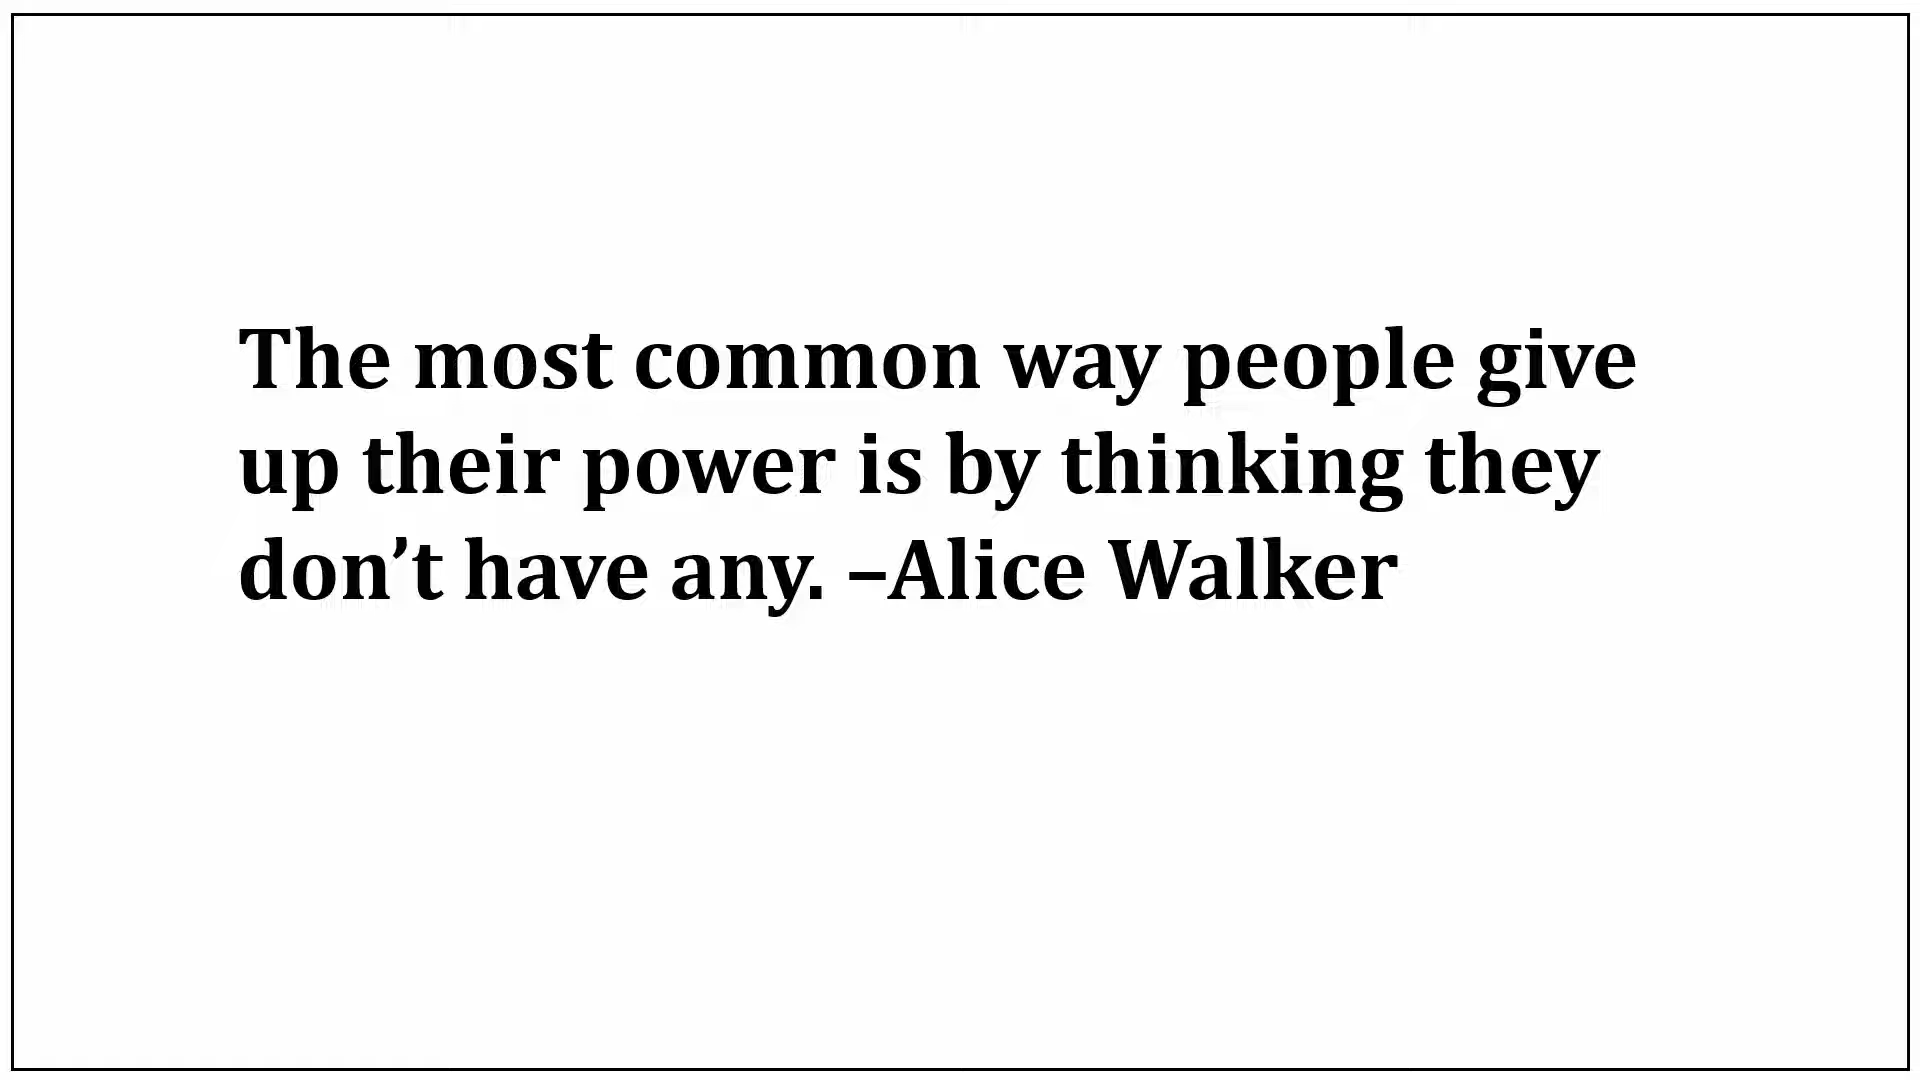 The most common way people give
up their power is by thinking they
don’t have any. –Alice Walker